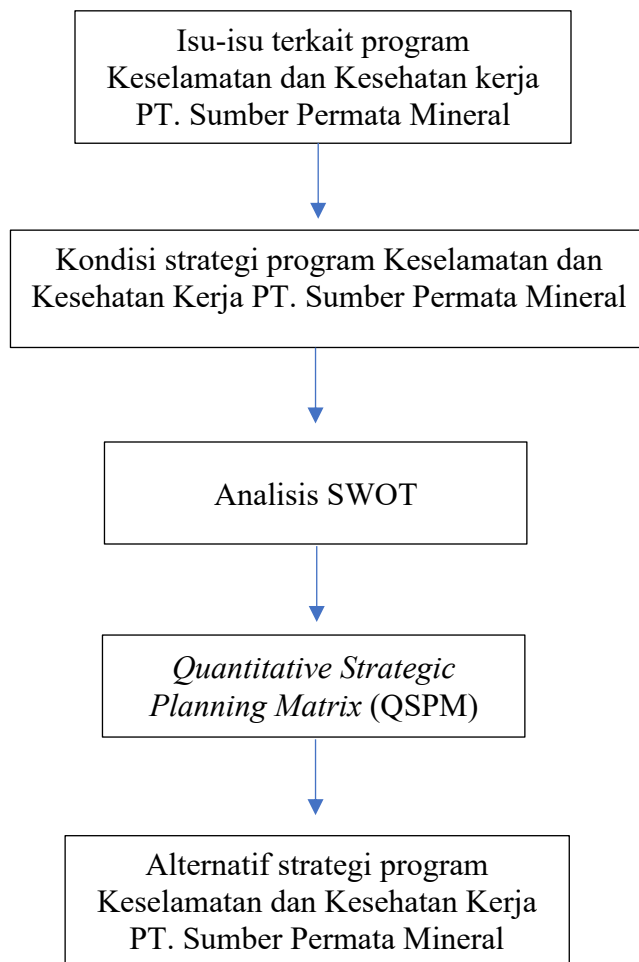 Isu-isu terkait program
Keselamatan dan Kesehatan kerja
PT. Sumber Permata Mineral
Kondisi strategi program Keselamatan dan
Kesehatan Kerja PT. Sumber Permata Mineral
Analisis SWOT
Quantitative Strategic
Planning Matrix (QSPM)
Alternatif strategi program
Keselamatan dan Kesehatan Kerja
PT. Sumber Permata Mineral